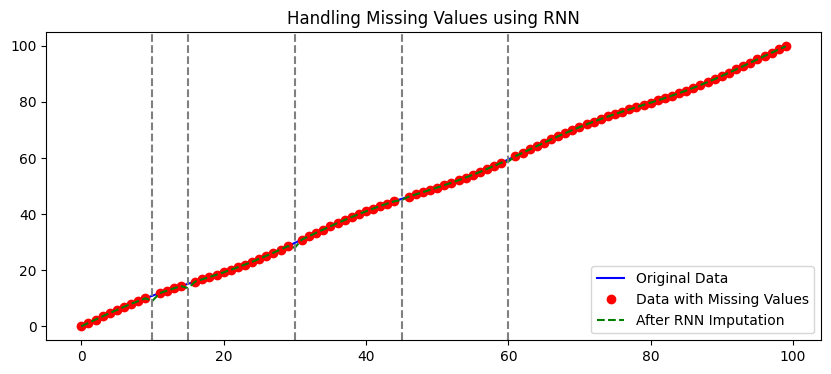 Handling Missing Values using RNN
100
80
60
40
20
0
Original Data
Data with Missing Values
After RNN Imputation
0 20 40 60 80 100